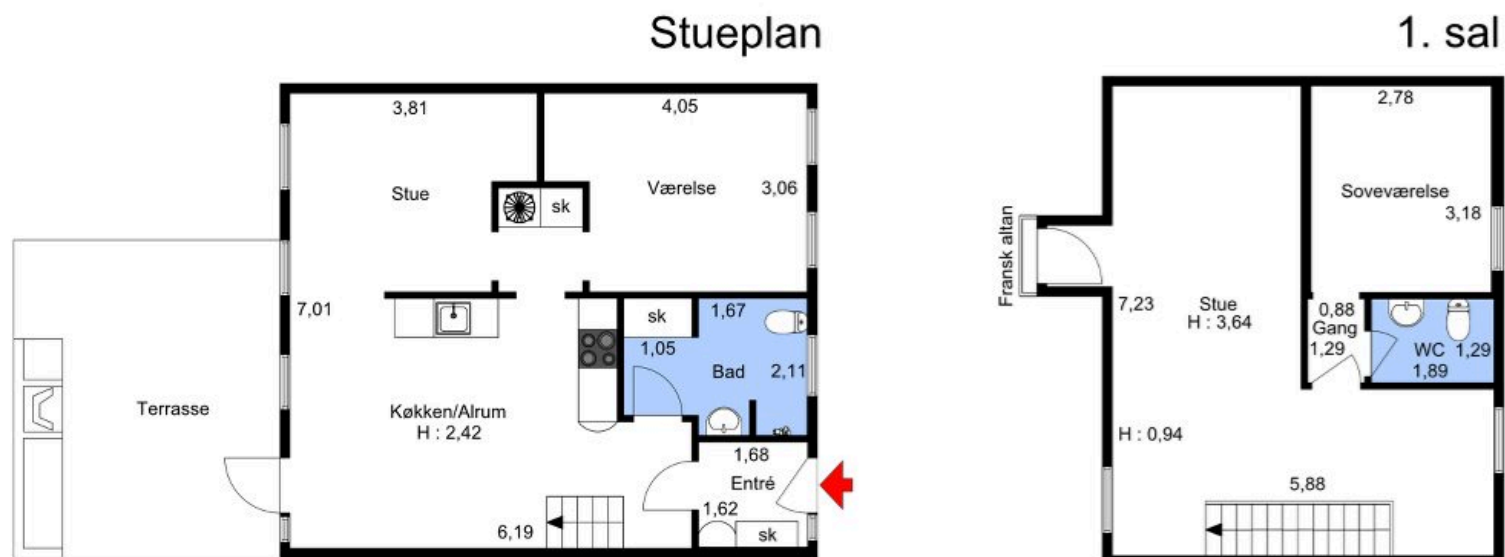 Stueplan
3,81
4,05
Stue
Værelse
3,06
sk
7,01
sk
1,67
1,05
Bad
2,11
Terrasse
Køkken/Alrum
H : 2,42
1,68
Entré
1,62
6,19
sk
1. sal
2,78
Soveværelse
3,18
Fransk altan
7,23
Stue
H : 3,64
0,88
Gang
1,29
WC
1,29
1,89
H : 0,94
5,88